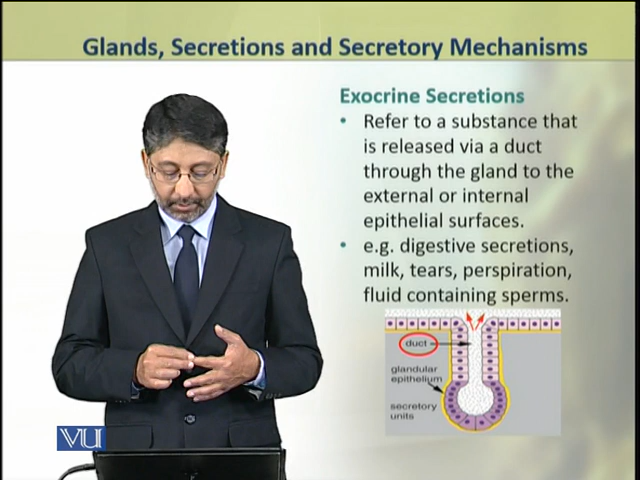 Glands, Secretions and Secretory Mechanisms
Exocrine Secretions
• Refer to a substance that
is released via a duct
through the gland to the
external or internal
epithelial surfaces.
• e.g. digestive secretions,
milk, tears, perspiration,
fluid containing sperms.
duct
glandular
epithelium
secretory
units
VU